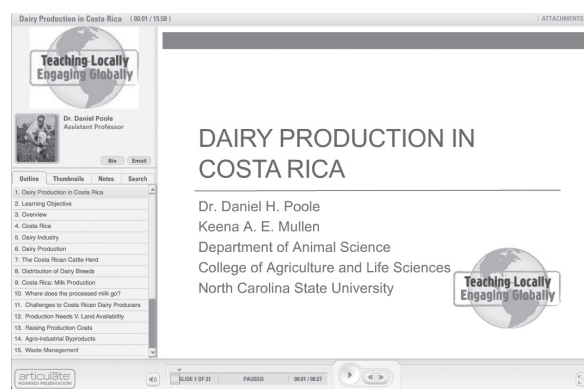 Dairy Production in Costa Rica ( 00:01 / 15:58 )
ATTACHMENTS
Teaching Locally
Engaging Globally
Dr. Daniel Poole
Assistant Professor
Bio Email
Outline Thumbnails Notes Search
1. Dairy Production in Costa Rica
2. Learning Objective
3. Overview
4. Costa Rica
5. Dairy Industry
6. Dairy Production
7. The Costa Rican Cattle Herd
8. Distribution of Dairy Breeds
9. Costa Rica: Milk Production
10. Where does the processed milk go?
11. Challenges to Costa Rican Dairy Producers
12. Production Needs V. Land Availability
13. Raising Production Costs
14. Agro-industrial Byproducts
15. Waste Management
DAIRY PRODUCTION IN
COSTA RICA
Dr. Daniel H. Poole
Keena A. E. Mullen
Department of Animal Science
College of Agriculture and Life Sciences
North Carolina State University
Teaching Locally
Engaging Globally
articulate
POWERED PRESENTATION
SLIDE 1 OF 21 PAUSED 00:01 / 00:27